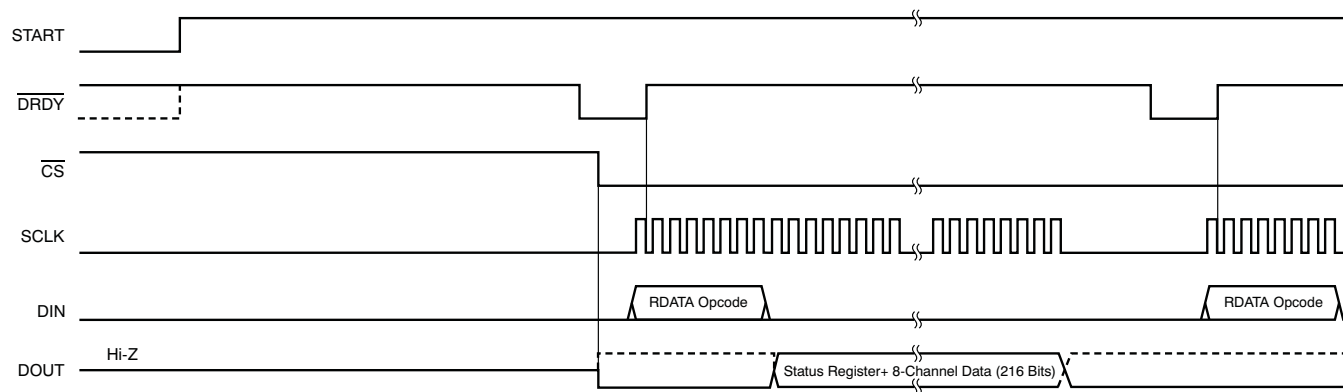 START
DRDY
CS
SCLK
DIN
RDATA Opcode
RDATA Opcode
Hi-Z
DOUT
Status Register+ 8-Channel Data (216 Bits)